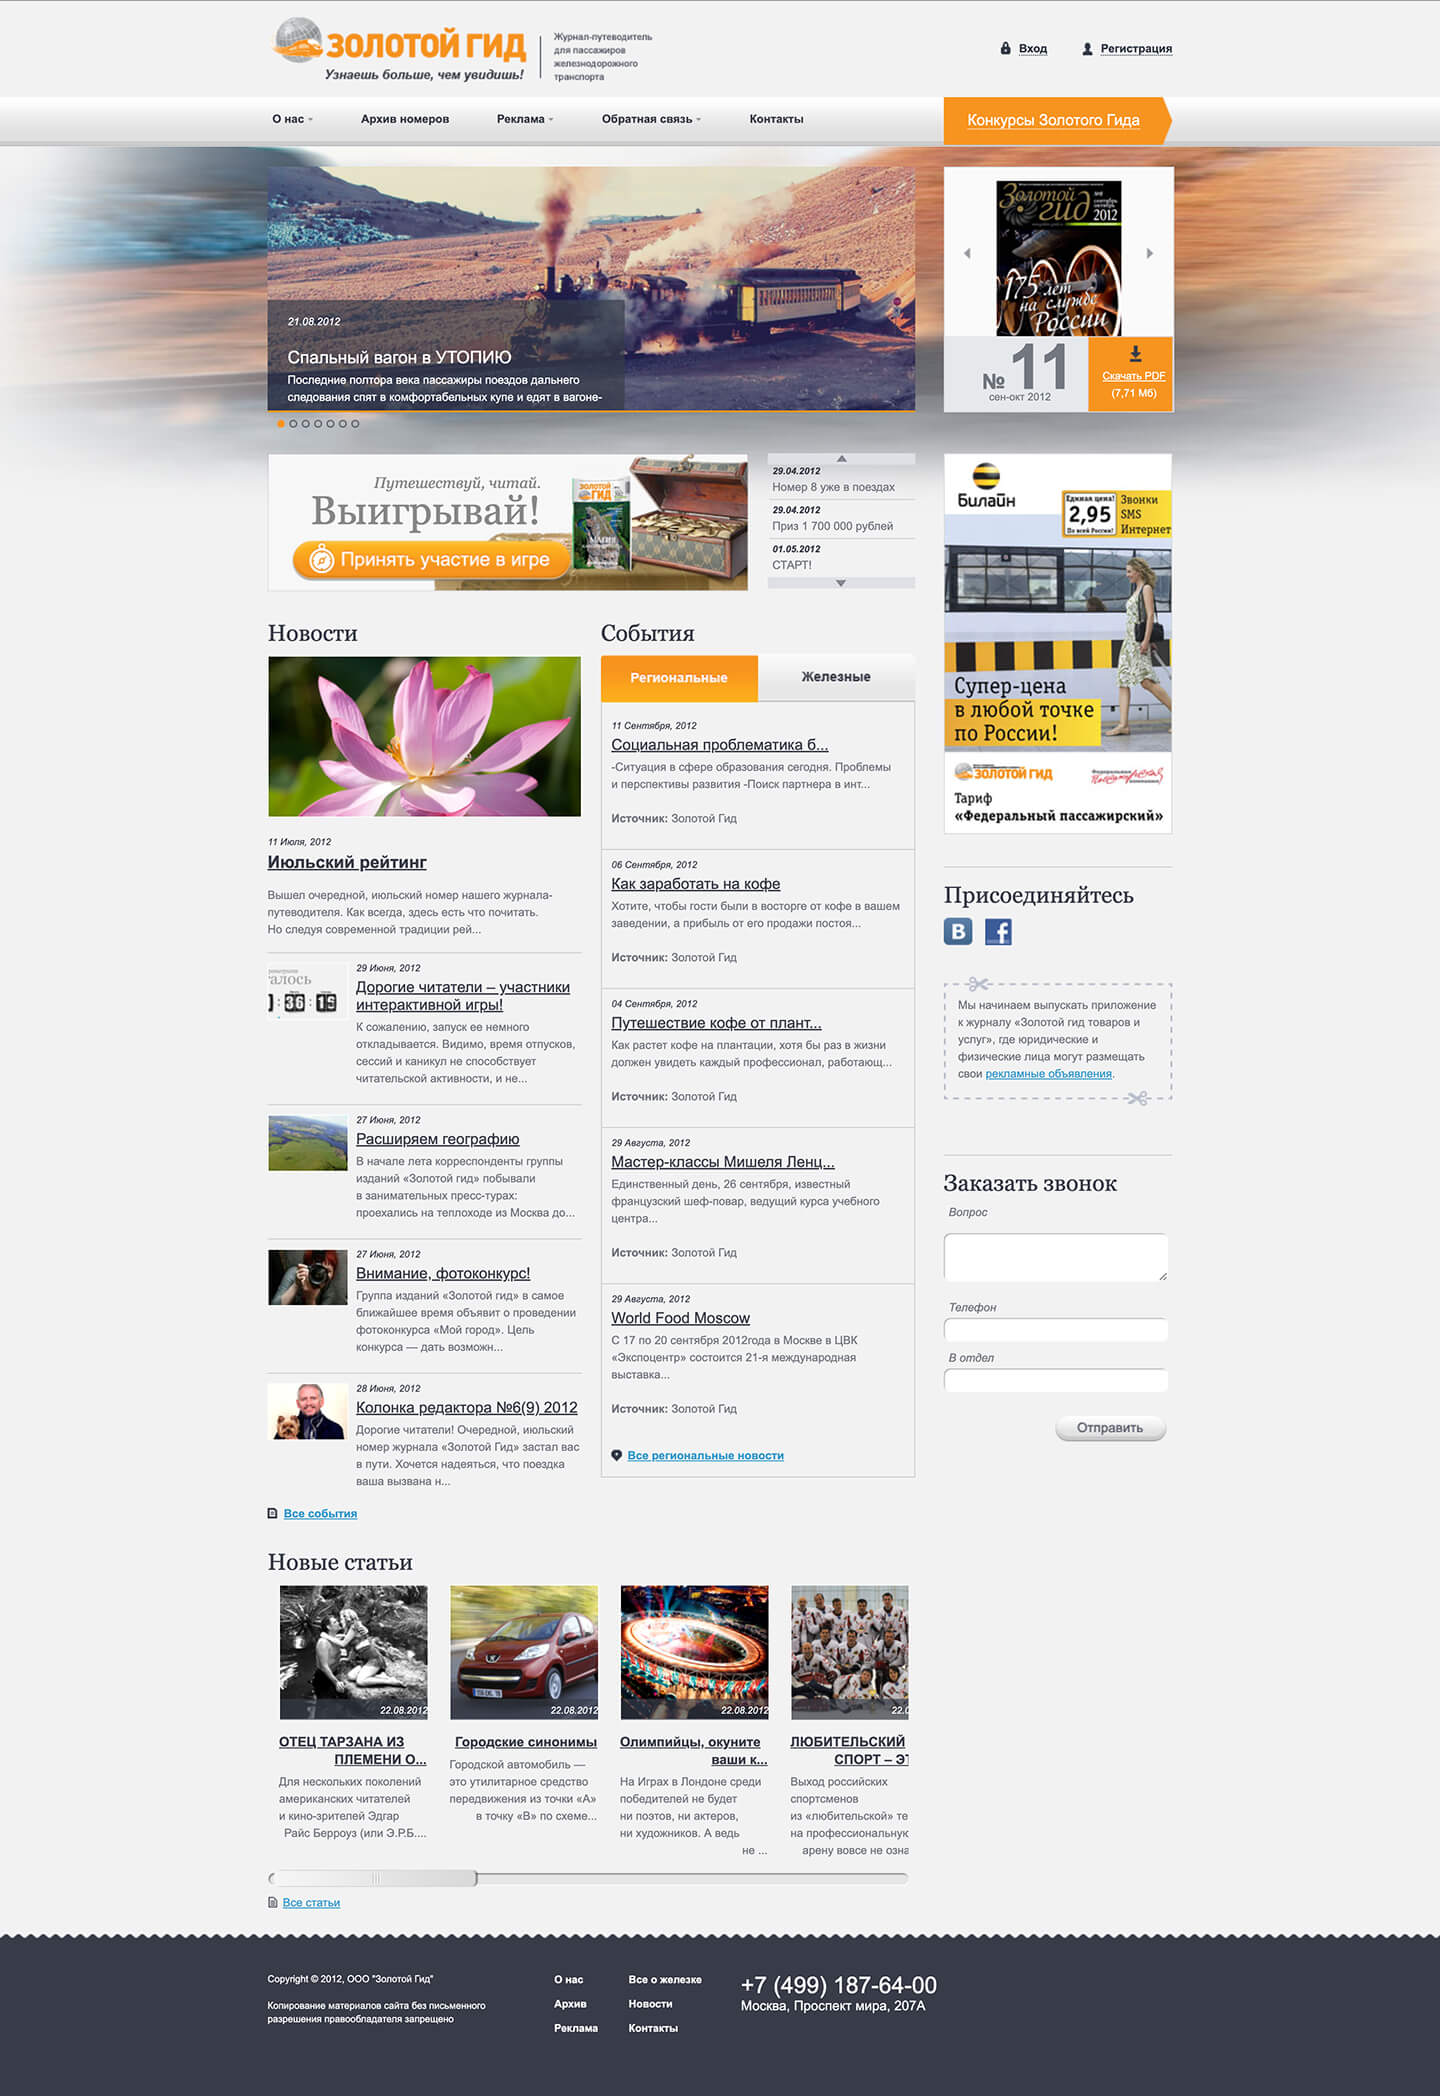 ЗОЛОТОЙ ГИД
Узнаешь больше, чем увидишь!
Журнал-путеводитель
для пассажиров
железнодорожного
транспорта
Вход
Регистрация
О нас
Архив номеров
Реклама
Обратная связь
Контакты
Конкурсы Золотого Гида
21.08.2012
Спальный вагон в УТОПИЮ
Последние полтора века пассажиры поездов дальнего
следования спят в комфортабельных купе и едят в вагоне-
Золотой гид
2012
175 лет
на службе
России
№ 11
сен-окт 2012
Скачать PDF
(7,71 Мб)
Путешествуй, читай.
Выигрывай!
Принять участие в игре
ЗОЛОТОЙ
ГИД
МАГИЯ
29.04.2012
Номер 8 уже в поездах
29.04.2012
Приз 1 700 000 рублей
01.05.2012
СТАРТ!
Билайн
Единая цена!
2,95
По всей России!
Звонки
SMS
Интернет
Супер-цена
в любой точке
по России!
ЗОЛОТОЙ ГИД
Федеральная
Тариф
«Федеральный пассажирский»
Новости
11 Июля, 2012
Июльский рейтинг
Вышел очередной, июльский номер нашего журнала-
путеводителя. Как всегда, здесь есть что почитать.
Но следуя современной традиции рей...
алось
36 19
29 Июня, 2012
Дорогие читатели – участники
интерактивной игры!
К сожалению, запуск ее немного
откладывается. Видимо, время отпусков,
сессий и каникул не способствует
читательской активности, и не...
27 Июня, 2012
Расширяем географию
В начале лета корреспонденты группы
изданий «Золотой гид» побывали
в занимательных пресс-турах:
проехались на теплоходе из Москва до...
27 Июня, 2012
Внимание, фотоконкурс!
Группа изданий «Золотой гид» в самое
ближайшее время объявит о проведении
фотоконкурса «Мой город». Цель
конкурса — дать возможн...
28 Июня, 2012
Колонка редактора №6(9) 2012
Дорогие читатели! Очередной, июльский
номер журнала «Золотой Гид» застал вас
в пути. Хочется надеяться, что поездка
ваша вызвана н...
Все события
События
Региональные
Железные
11 Сентября, 2012
Социальная проблематика б...
-Ситуация в сфере образования сегодня. Проблемы
и перспективы развития -Поиск партнера в инт...
Источник: Золотой Гид
06 Сентября, 2012
Как заработать на кофе
Хотите, чтобы гости были в восторге от кофе в вашем
заведении, а прибыль от его продажи постоя...
Источник: Золотой Гид
04 Сентября, 2012
Путешествие кофе от плант...
Как растет кофе на плантации, хотя бы раз в жизни
должен увидеть каждый профессионал, работающ...
Источник: Золотой Гид
29 Августа, 2012
Мастер-классы Мишеля Ленц...
Единственный день, 26 сентября, известный
французский шеф-повар, ведущий курса учебного
центра...
Источник: Золотой Гид
29 Августа, 2012
World Food Moscow
С 17 по 20 сентября 2012года в Москве в ЦВК
«Экспоцентр» состоится 21-я международная
выставка...
Источник: Золотой Гид
Все региональные новости
Присоединяйтесь
Мы начинаем выпускать приложение
к журналу «Золотой гид товаров и
услуг», где юридические и
физические лица могут размещать
свои рекламные объявления.
Заказать звонок
Вопрос
Телефон
В отдел
Отправить
Новые статьи
22.08.2012
ОТЕЦ ТАРЗАНА ИЗ
ПЛЕМЕНИ О...
Для нескольких поколений
американских читателей
и кино-зрителей Эдгар
Райс Берроуз (или Э.Р.Б....
22.08.2012
Городские синонимы
Городской автомобиль —
это утилитарное средство
передвижения из точки «А»
в точку «В» по схеме...
22.08.2012
Олимпийцы, окуните
ваши к...
На Играх в Лондоне среди
победителей не будет
ни поэтов, ни актеров,
ни художников. А ведь
не ...
22.0
ЛЮБИТЕЛЬСКИЙ
СПОРТ – ЭТ
Выход российских
спортсменов
из «любительской» те
на профессиональную
арену вовсе не озна
Все статьи
Copyright © 2012, ООО "Золотой Гид"
Копирование материалов сайта без письменного
разрешения правообладателя запрещено
О нас
Архив
Реклама
Все о железке
Новости
Контакты
+7 (499) 187-64-00
Москва, Проспект мира, 207А